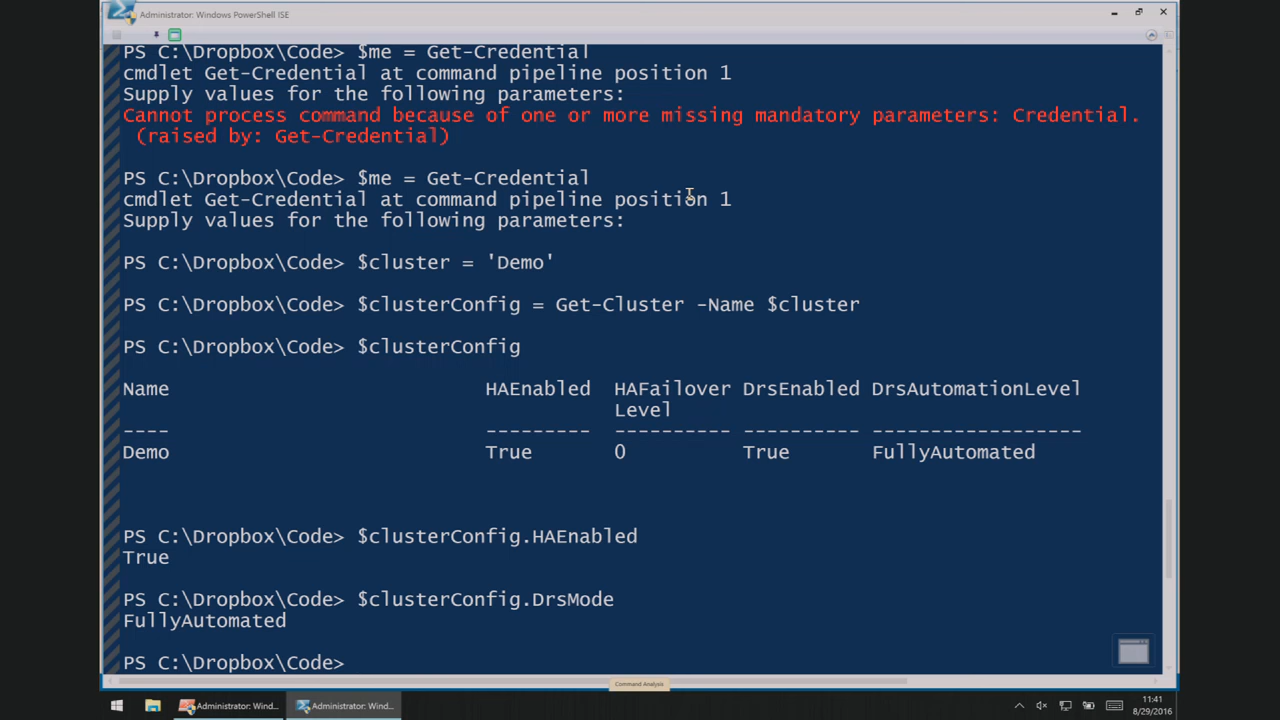 Administrator: Windows PowerShell ISE
PS C:\Dropbox\Code> $me = Get-Credential
cmdlet Get-Credential at command pipeline position 1
Supply values for the following parameters:
Cannot process command because of one or more missing mandatory parameters: Credential.
(raised by: Get-Credential)
PS C:\Dropbox\Code> $me = Get-Credential
cmdlet Get-Credential at command pipeline position 1
Supply values for the following parameters:
PS C:\Dropbox\Code> $cluster = 'Demo'
PS C:\Dropbox\Code> $clusterConfig = Get-Cluster -Name $cluster
PS C:\Dropbox\Code> $clusterConfig
Name HAEnabled HAFailover DrsEnabled DrsAutomationLevel
Level
---- --------- ---------- ---------- ------------------
Demo True 0 True FullyAutomated
PS C:\Dropbox\Code> $clusterConfig.HAEnabled
True
PS C:\Dropbox\Code> $clusterConfig.DrsMode
FullyAutomated
PS C:\Dropbox\Code>
Command Analysis
Administrator: Wind... Administrator: Wind... 11:41
8/29/2016